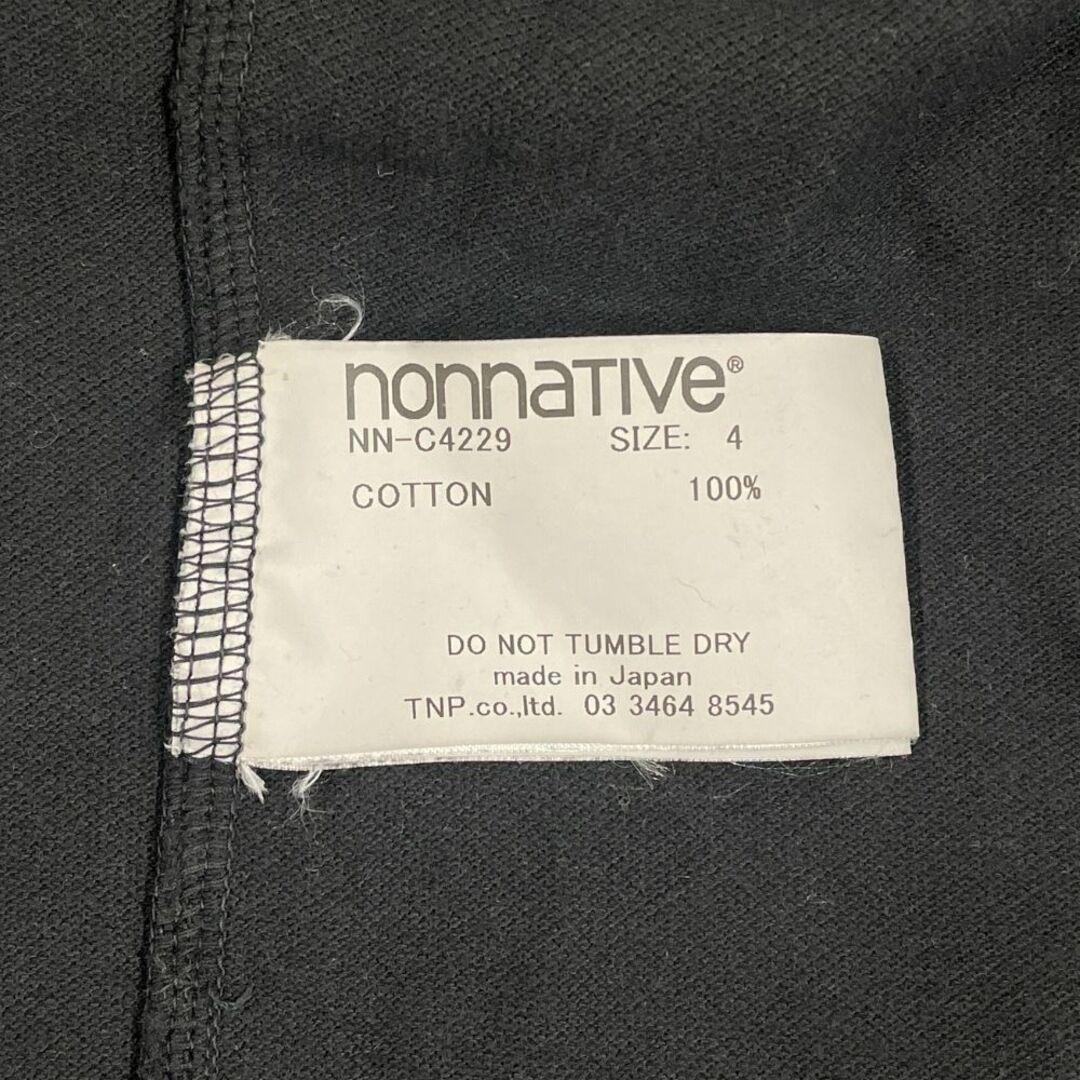 nonnaTIVe®
NN-C4229 SIZE: 4
COTTON 100%
DO NOT TUMBLE DRY
made in Japan
TNP.co.,ltd. 03 3464 8545